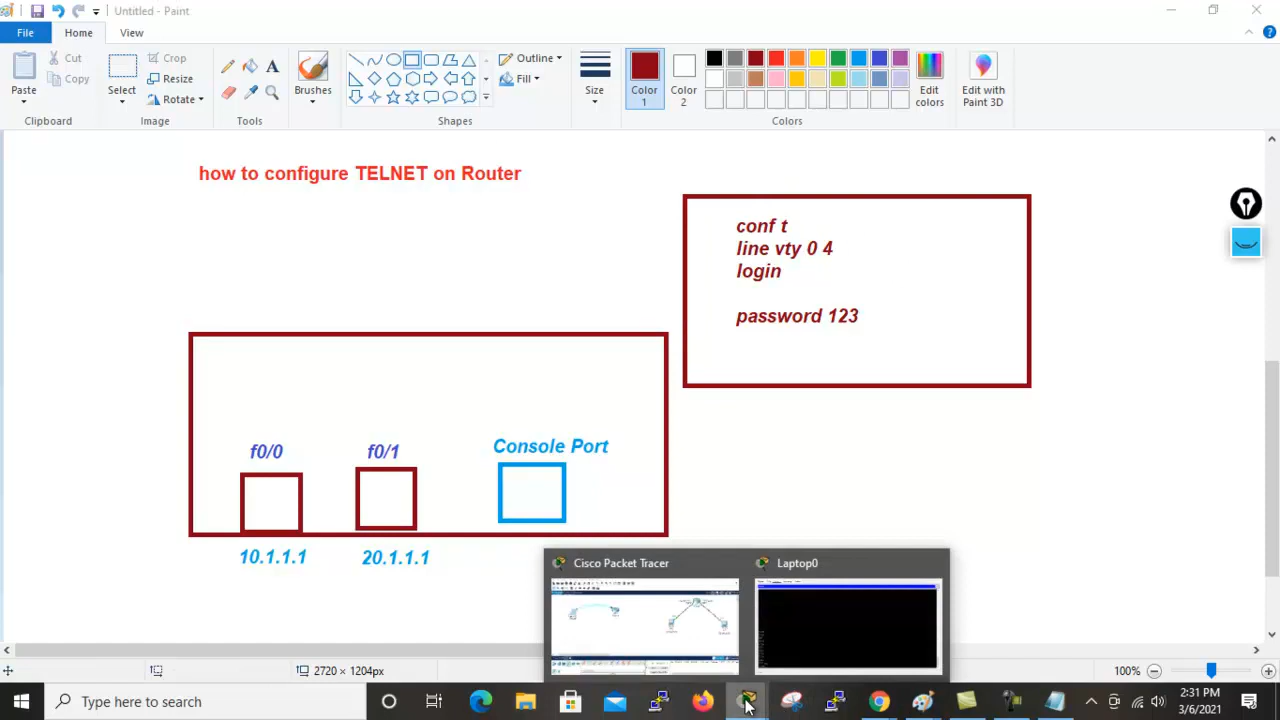 Untitled - Paint
File
Home
View
Paste
Cut
Copy
Clipboard
Select
Crop
Resize
Rotate
Image
Tools
Brushes
Outline
Fill
Shapes
Size
Color
1
Color
2
Edit
colors
Colors
Edit with
Paint 3D
how to configure TELNET on Router
conf t
line vty 0 4
login
password 123
f0/0
f0/1
Console Port
10.1.1.1
20.1.1.1
Cisco Packet Tracer
Laptop0
2720 × 1204px
100%
Type here to search
2:31 PM
3/6/2021